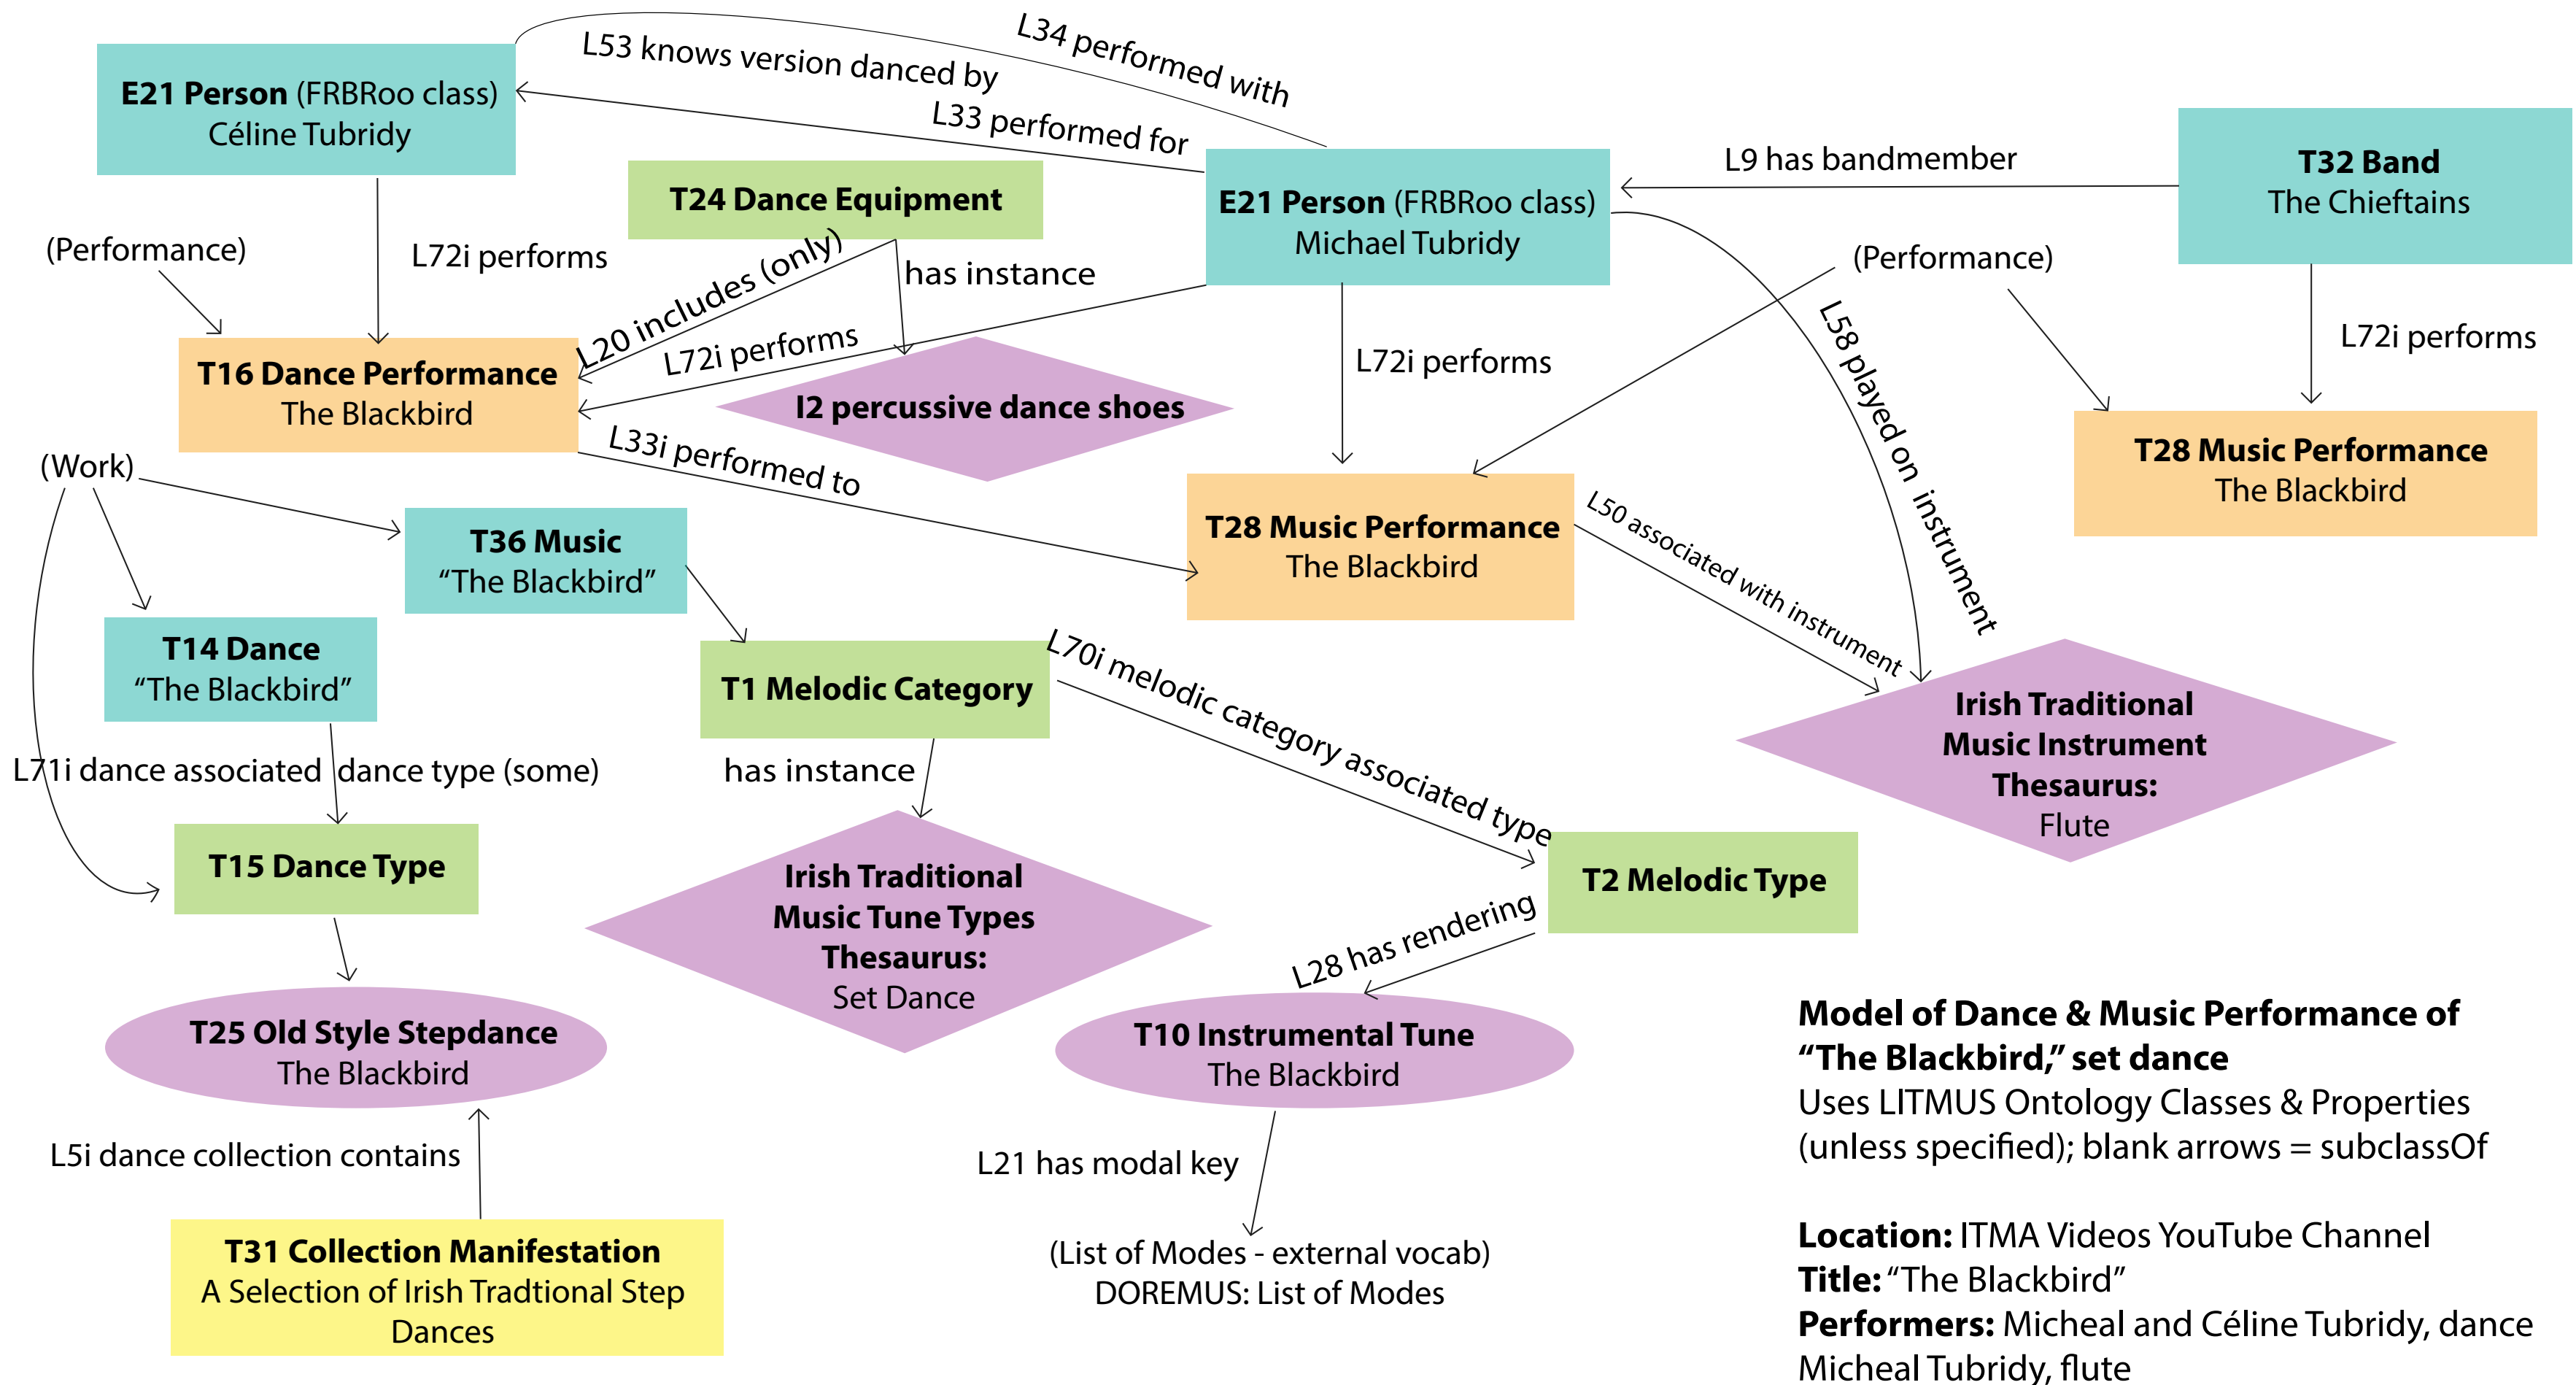 L34 performed with
L53 knows version danced by
E21 Person (FRBRoo class)
Céline Tubridy
L33 performed for
L9 has bandmember
T32 Band
The Chieftains
T24 Dance Equipment
E21 Person (FRBRoo class)
Michael Tubridy
(Performance)
L72i performs
L20 includes (only)
has instance
(Performance)
L72i performs
L72i performs
L72i performs
L58 played on instrument
T16 Dance Performance
The Blackbird
I2 percussive dance shoes
T28 Music Performance
The Blackbird
L33i performed to
(Work)
T36 Music
“The Blackbird”
T28 Music Performance
The Blackbird
L50 associated with instrument
T14 Dance
“The Blackbird”
T1 Melodic Category
L70i melodic category associated type
Irish Traditional
Music Instrument
Thesaurus:
Flute
L71i dance associated dance type (some)
has instance
T15 Dance Type
Irish Traditional
Music Tune Types
Thesaurus:
Set Dance
T2 Melodic Type
L28 has rendering
T25 Old Style Stepdance
The Blackbird
T10 Instrumental Tune
The Blackbird
L5i dance collection contains
L21 has modal key
T31 Collection Manifestation
A Selection of Irish Tradtional Step
Dances
(List of Modes - external vocab)
DOREMUS: List of Modes
Model of Dance & Music Performance of
“The Blackbird,” set dance
Uses LITMUS Ontology Classes & Properties
(unless specified); blank arrows = subclassOf
Location: ITMA Videos YouTube Channel
Title: “The Blackbird”
Performers: Micheal and Céline Tubridy, dance
Micheal Tubridy, flute